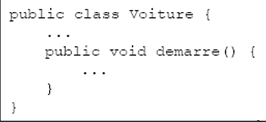 public class Voiture {
...
public void demarre() {
...
}
}